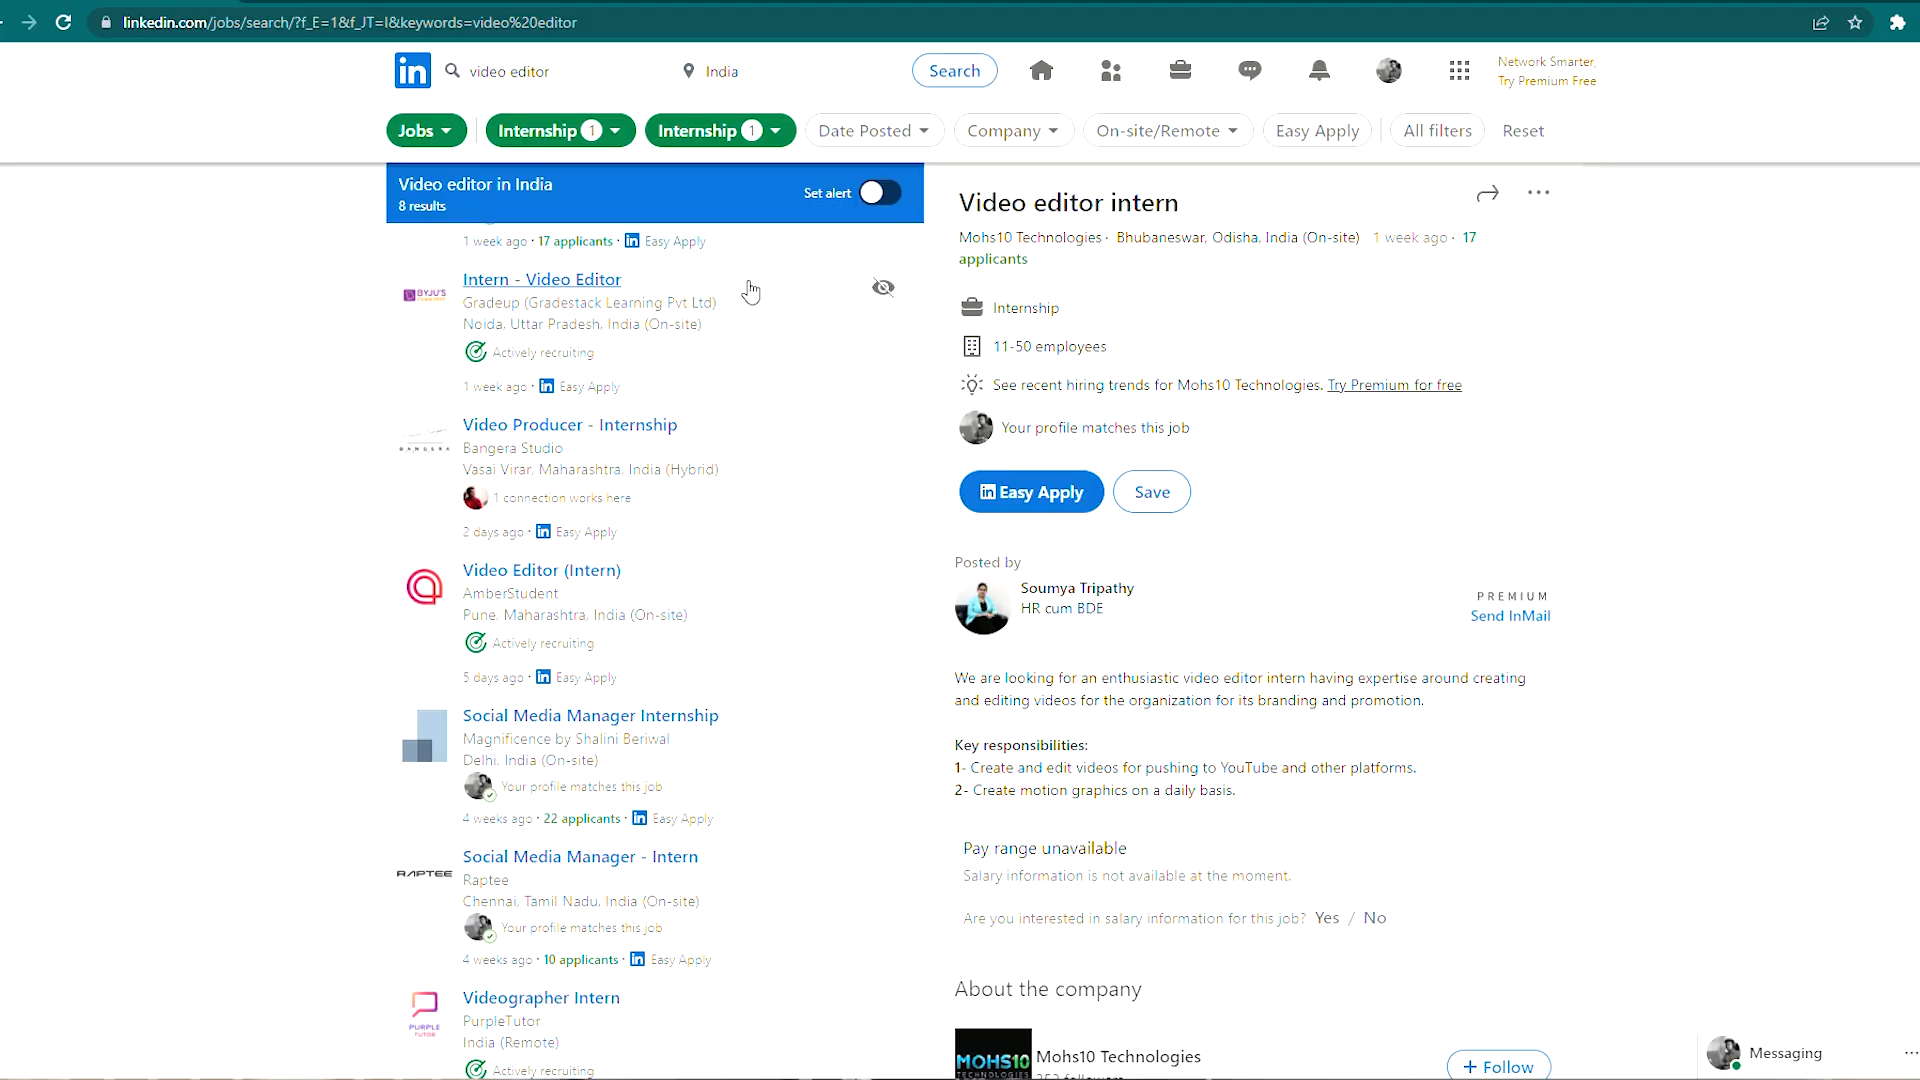 linkedin.com/jobs/search/?f_E=1&f_JT=I&keywords=video%20editor
in
video editor
India
Search
Network Smarter,
Try Premium Free
Jobs
Internship 1
Internship 1
Date Posted
Company
On-site/Remote
Easy Apply
All filters
Reset
Video editor in India
8 results
Set alert
1 week ago · 17 applicants · in Easy Apply
BYJU'S
Intern - Video Editor
Gradeup (Gradestack Learning Pvt Ltd)
Noida, Uttar Pradesh, India (On-site)
Actively recruiting
1 week ago · in Easy Apply
BANGERA
Video Producer - Internship
Bangera Studio
Vasai Virar, Maharashtra, India (Hybrid)
1 connection works here
2 days ago · in Easy Apply
Video Editor (Intern)
AmberStudent
Pune, Maharashtra, India (On-site)
Actively recruiting
5 days ago · in Easy Apply
Social Media Manager Internship
Magnificence by Shalini Beriwal
Delhi, India (On-site)
Your profile matches this job
4 weeks ago · 22 applicants · in Easy Apply
RAPTEE
Social Media Manager - Intern
Raptee
Chennai, Tamil Nadu, India (On-site)
Your profile matches this job
4 weeks ago · 10 applicants · in Easy Apply
PURPLE
TUTOR
Videographer Intern
PurpleTutor
India (Remote)
Actively recruiting
Video editor intern
Mohs10 Technologies · Bhubaneswar, Odisha, India (On-site) 1 week ago · 17
applicants
Internship
11-50 employees
See recent hiring trends for Mohs10 Technologies. Try Premium for free
Your profile matches this job
in Easy Apply
Save
Posted by
Soumya Tripathy
HR cum BDE
PREMIUM
Send InMail
We are looking for an enthusiastic video editor intern having expertise around creating
and editing videos for the organization for its branding and promotion.
Key responsibilities:
1- Create and edit videos for pushing to YouTube and other platforms.
2- Create motion graphics on a daily basis.
Pay range unavailable
Salary information is not available at the moment.
Are you interested in salary information for this job? Yes / No
About the company
MOHS10
TECHNOLOGIES
Mohs10 Technologies
+ Follow
Messaging